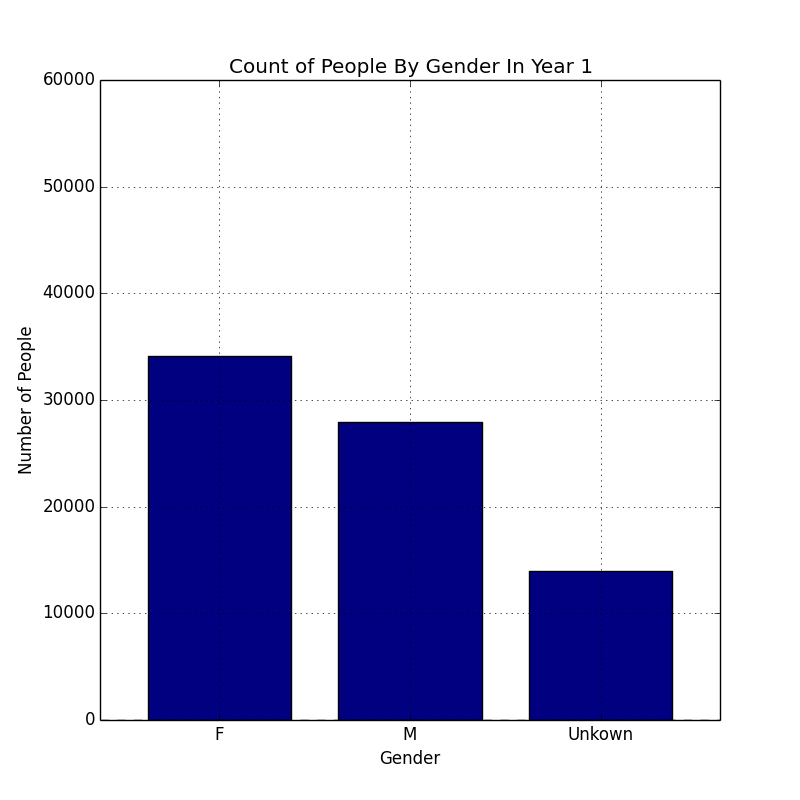 Count of People By Gender In Year 1
60000
50000
40000
30000
20000
10000
0
Number of People
F M Unkown
Gender